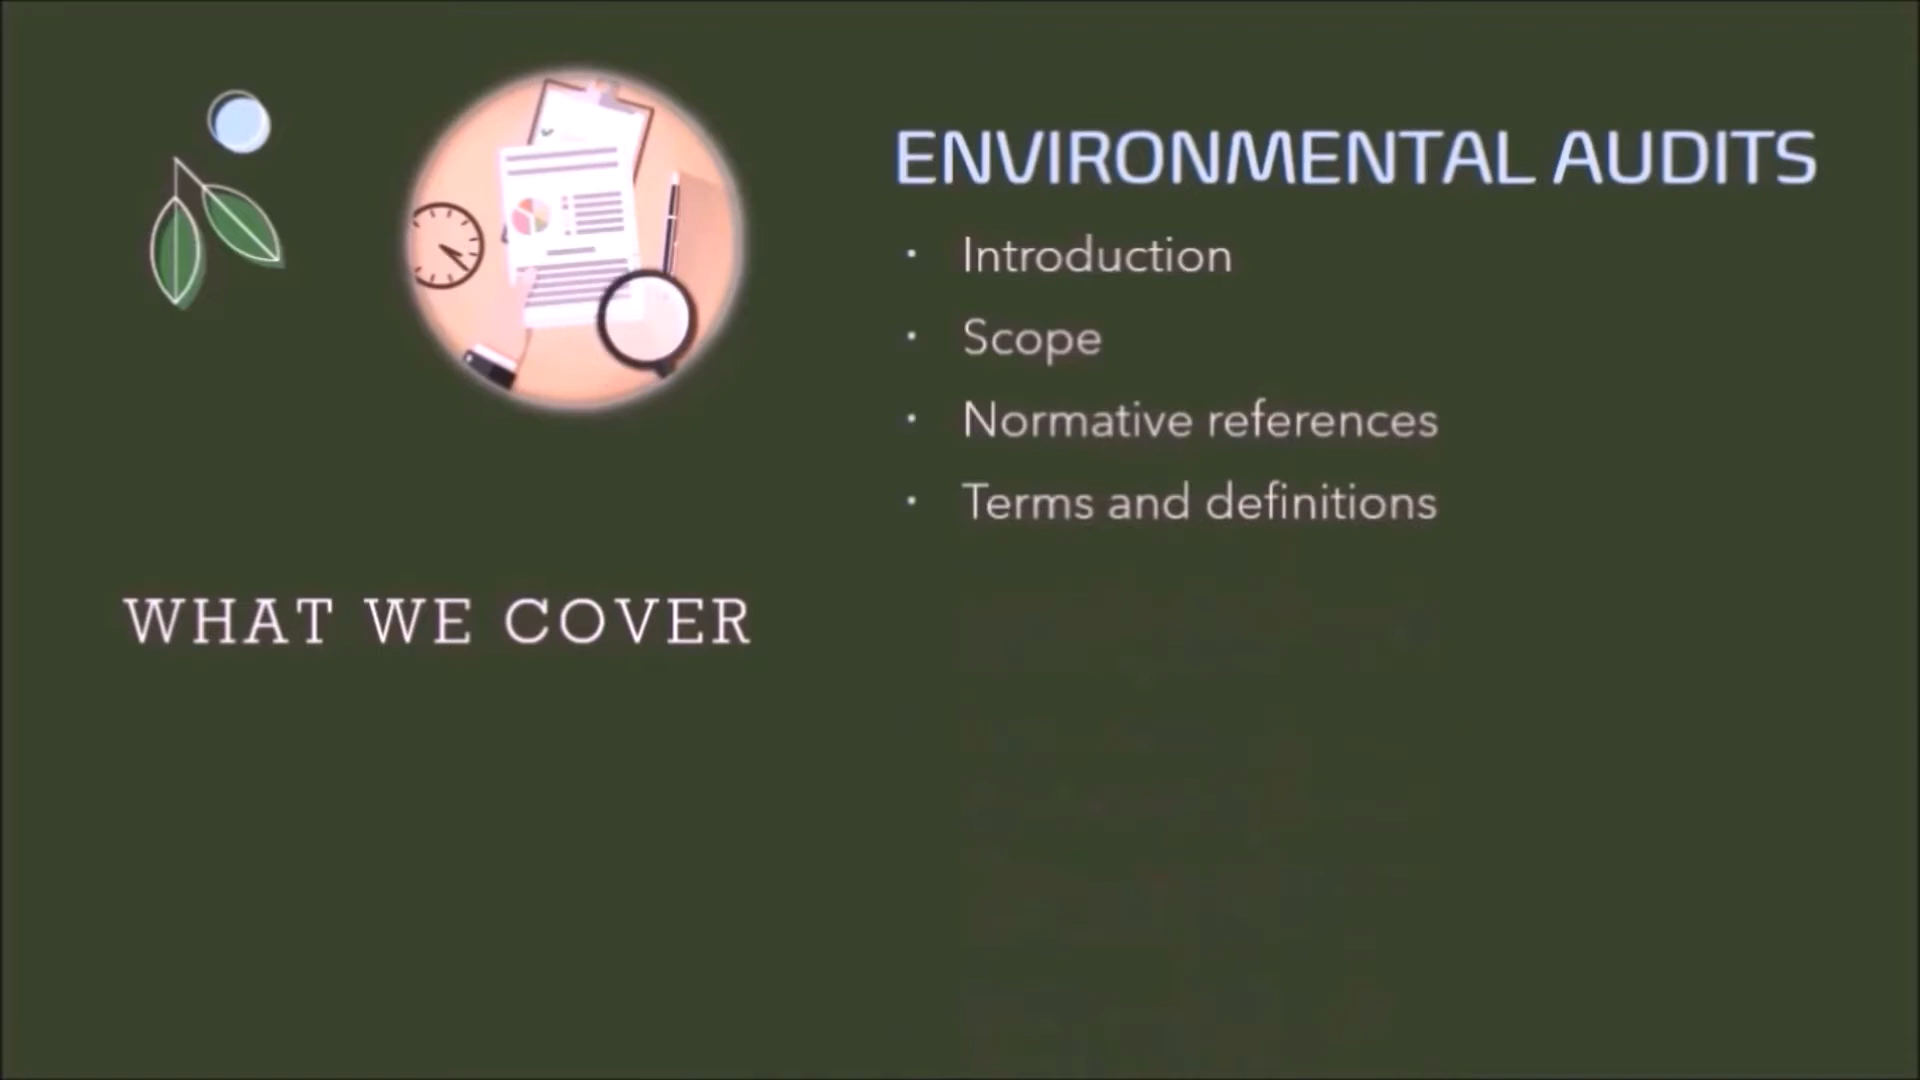 ENVIRONMENTAL AUDITS
Introduction
Scope
Normative references
Terms and definitions
WHAT WE COVER